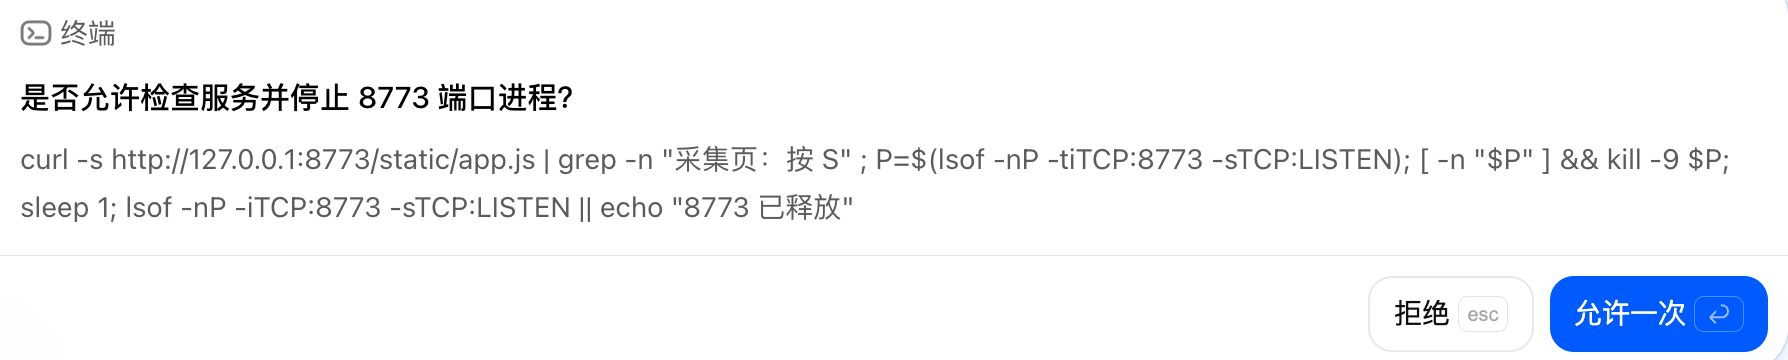 终端
是否允许检查服务并停止 8773 端口进程?
curl -s http://127.0.0.1:8773/static/app.js | grep -n "采集页：按 S" ; P=$(lsof -nP -tiTCP:8773 -sTCP:LISTEN); [ -n "$P" ] && kill -9 $P;
sleep 1; lsof -nP -iTCP:8773 -sTCP:LISTEN || echo "8773 已释放"
拒绝 esc 允许一次